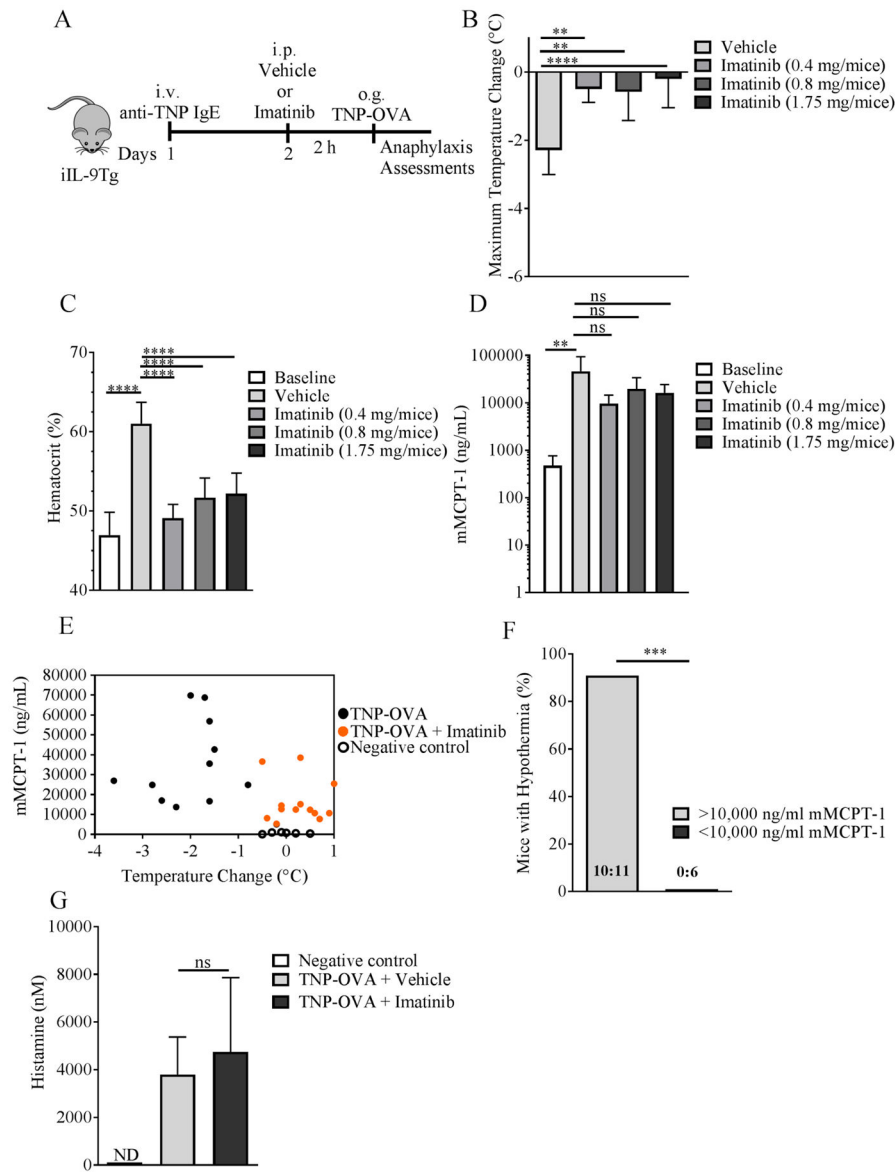 A
i.v.
anti-TNP IgE
i.p.
Vehicle
or
Imatinib
o.g.
TNP-OVA
Days 1
2
2 h
Anaphylaxis
Assessments
iIL-9Tg
B
Maximum Temperature Change (°C)
**
**
****
0
-2
-4
-6
Vehicle
Imatinib (0.4 mg/mice)
Imatinib (0.8 mg/mice)
Imatinib (1.75 mg/mice)
C
Hematocrit (%)
70
60
50
40
****
****
****
****
Baseline
Vehicle
Imatinib (0.4 mg/mice)
Imatinib (0.8 mg/mice)
Imatinib (1.75 mg/mice)
D
mMCPT-1 (ng/mL)
100000
10000
1000
100
10
1
ns
ns
ns
**
Baseline
Vehicle
Imatinib (0.4 mg/mice)
Imatinib (0.8 mg/mice)
Imatinib (1.75 mg/mice)
E
mMCPT-1 (ng/mL)
80000
70000
60000
50000
40000
30000
20000
10000
0
-4 -3 -2 -1 0 1
Temperature Change (°C)
TNP-OVA
TNP-OVA + Imatinib
Negative control
F
Mice with Hypothermia (%)
100
80
60
40
20
0
***
10:11
0:6
>10,000 ng/ml mMCPT-1
<10,000 ng/ml mMCPT-1
G
Histamine (nM)
10000
8000
6000
4000
2000
0
ND
ns
Negative control
TNP-OVA + Vehicle
TNP-OVA + Imatinib